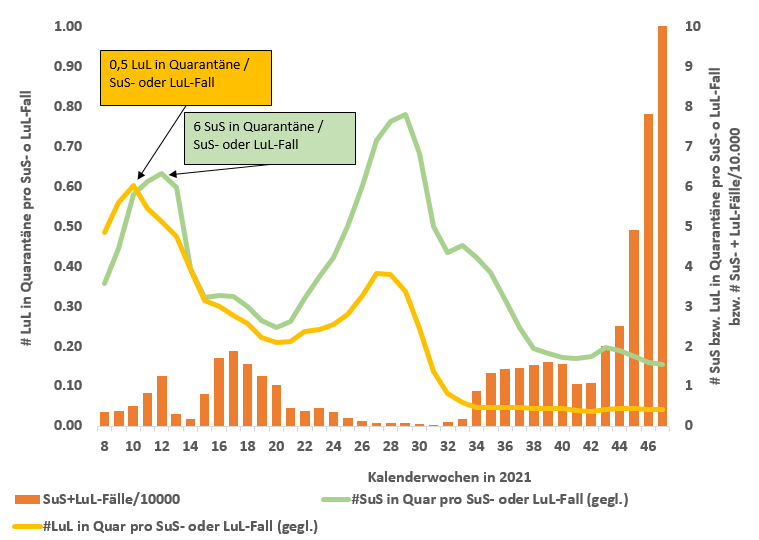 1.00
0.90
0.80
0.70
0.60
0.50
0.40
0.30
0.20
0.10
0.00
# LuL in Quarantäne pro SuS- o LuL-Fall
0,5 LuL in Quarantäne /
SuS- oder LuL-Fall
6 SuS in Quarantäne /
SuS- oder LuL-Fall
10
9
8
7
6
5
4
3
2
1
0
# SuS bzw. LuL in Quarantäne pro SuS- o LuL-Fall
bzw. # SuS- + LuL-Fälle/10.000
8 10 12 14 16 18 20 22 24 26 28 30 32 34 36 38 40 42 44 46
Kalenderwochen in 2021
SuS+LuL-Fälle/10000
#SuS in Quar pro SuS- oder LuL-Fall (gegl.)
#LuL in Quar pro SuS- oder LuL-Fall (gegl.)